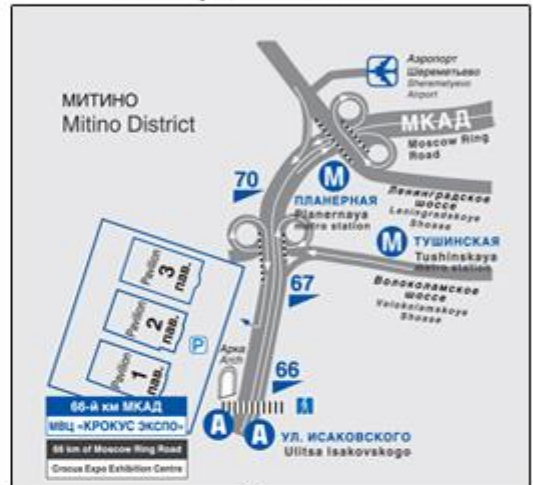 Аэропорт
Шереметьево
Sheremetyevo
Airport
МИТИНО
Mitino District
МКАД
Moscow Ring
Road
70
М
ПЛАНЕРНАЯ
Planernaya
metro station
Ленинградское
шоссе
Leningradskoye
Shosse
М
ТУШИНСКАЯ
Tushinskaya
metro station
67
Волоколамское
шоссе
Volokolamskoye
Shosse
Pavilion
3
пав.
Pavilion
2
пав.
Pavilion
1
пав.
P
Арка
Arch
66
66-й км МКАД
МВЦ «КРОКУС ЭКСПО»
А
А
УЛ. ИСАКОВСКОГО
Ulitsa Isakovskogo
66 km of Moscow Ring Road
Crocus Expo Exhibition Centre